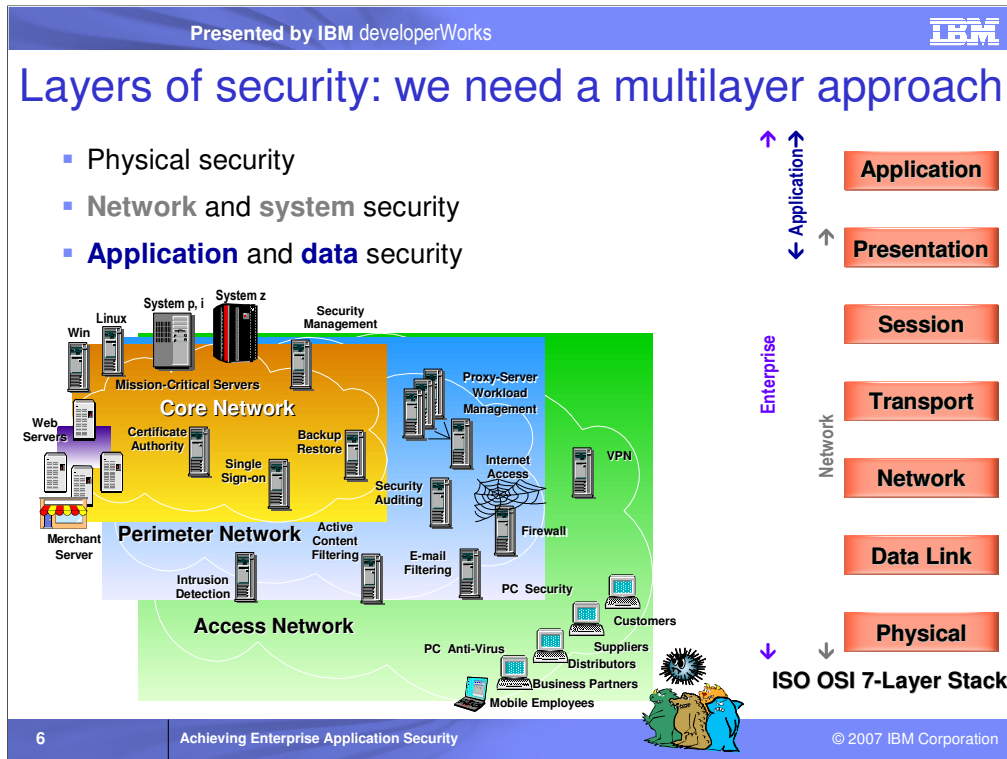 Presented by IBM developerWorks
IBM
Layers of security: we need a multilayer approach
Physical security
Network and system security
Application and data security
Win
Linux
System p, i
System z
Security
Management
Mission-Critical Servers
Core Network
Web
Servers
Certificate
Authority
Single
Sign-on
Backup
Restore
Merchant
Server
Proxy-Server
Workload
Management
Internet
Access
Security
Auditing
Firewall
VPN
Perimeter Network
Active
Content
Filtering
E-mail
Filtering
Intrusion
Detection
PC Security
Access Network
PC Anti-Virus
Customers
Suppliers
Distributors
Business Partners
Mobile Employees
Enterprise
Application
Network
Application
Presentation
Session
Transport
Network
Data Link
Physical
ISO OSI 7-Layer Stack
6
Achieving Enterprise Application Security
© 2007 IBM Corporation